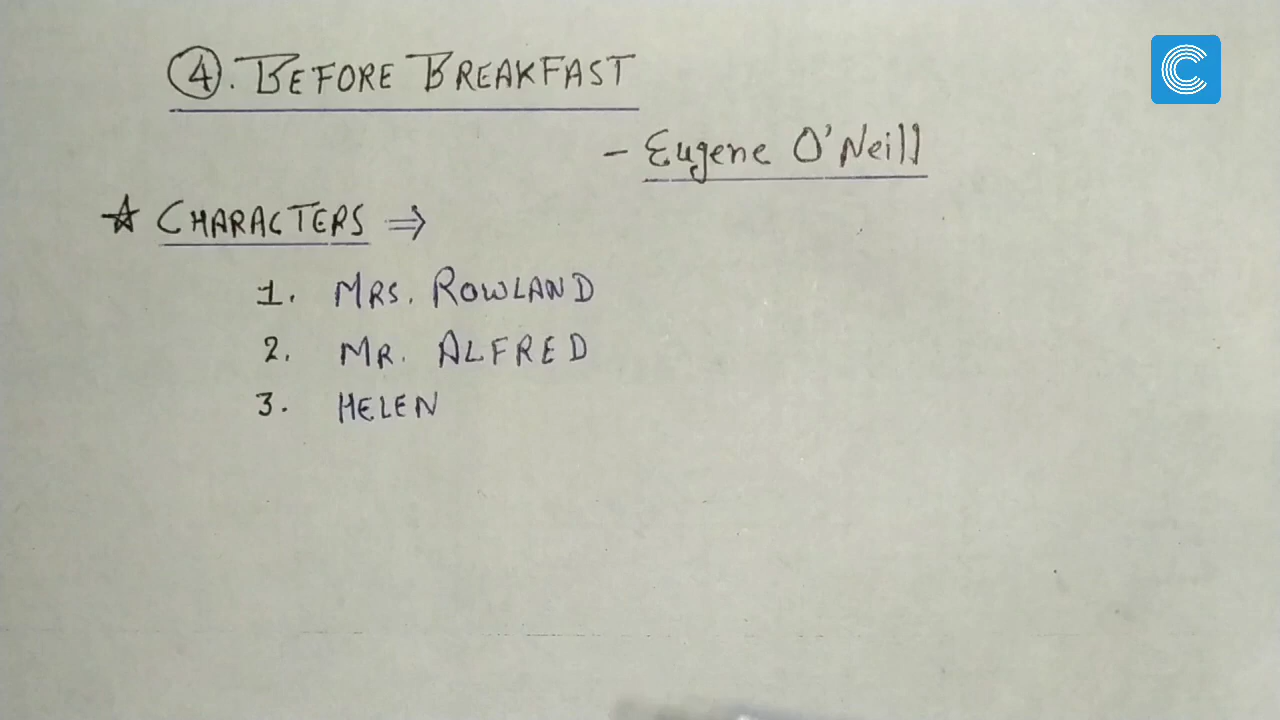 4. BEFORE BREAKFAST
- Eugene O'Neill
☆ CHARACTERS ⇒
1. MRS. ROWLAND
2. MR. ALFRED
3. HELEN